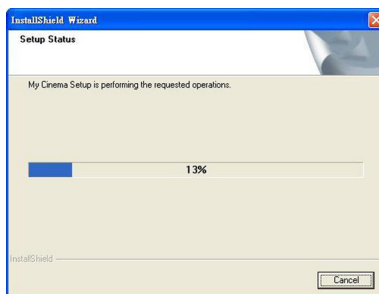 InstallShield Wizard
Setup Status
My Cinema Setup is performing the requested operations.
13%
InstallShield
Cancel